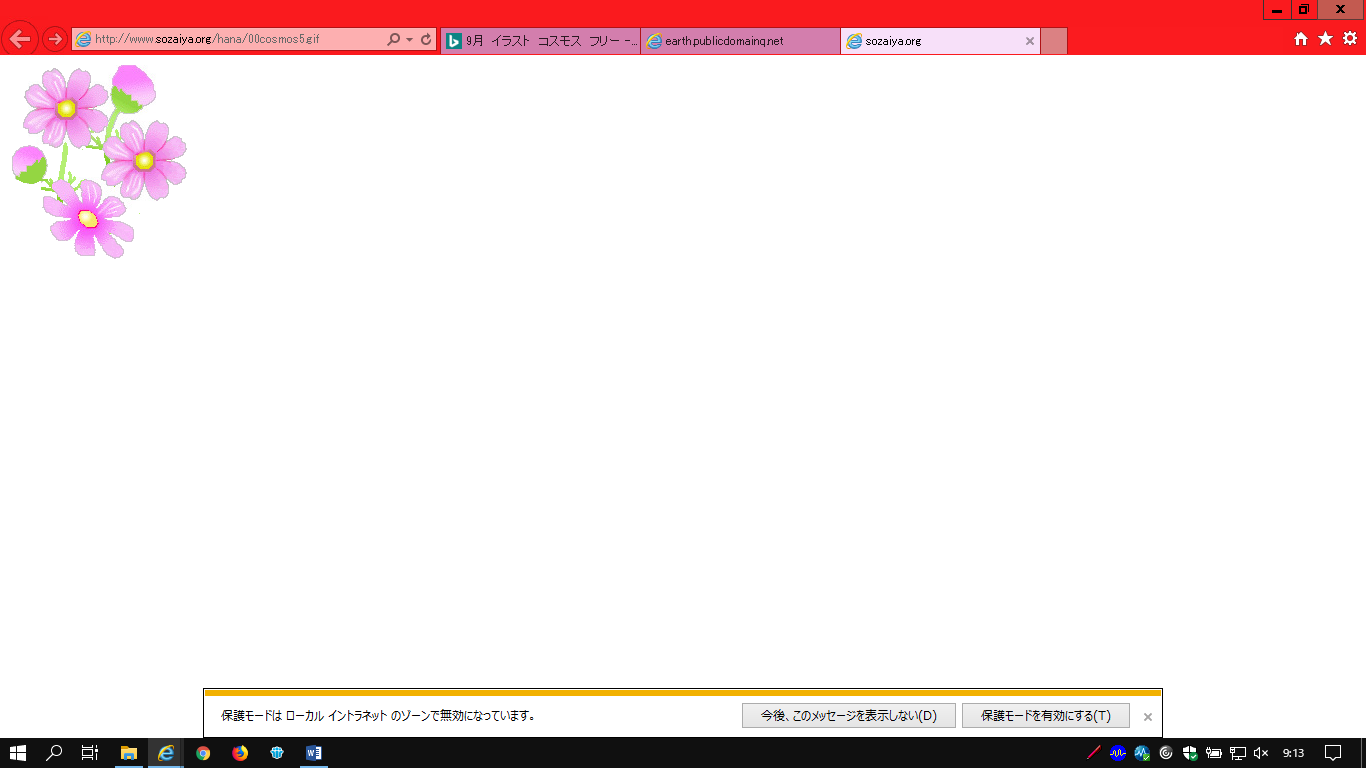 http://www.sozaiya.org/hana/00cosmos5.gif
9月 イラスト コスモス フリー -...
earth.publicdomainq.net
sozaiya.org
保護モードは ローカル イントラネット のゾーンで無効になっています。
今後、このメッセージを表示しない(D)
保護モードを有効にする(T)
9:13